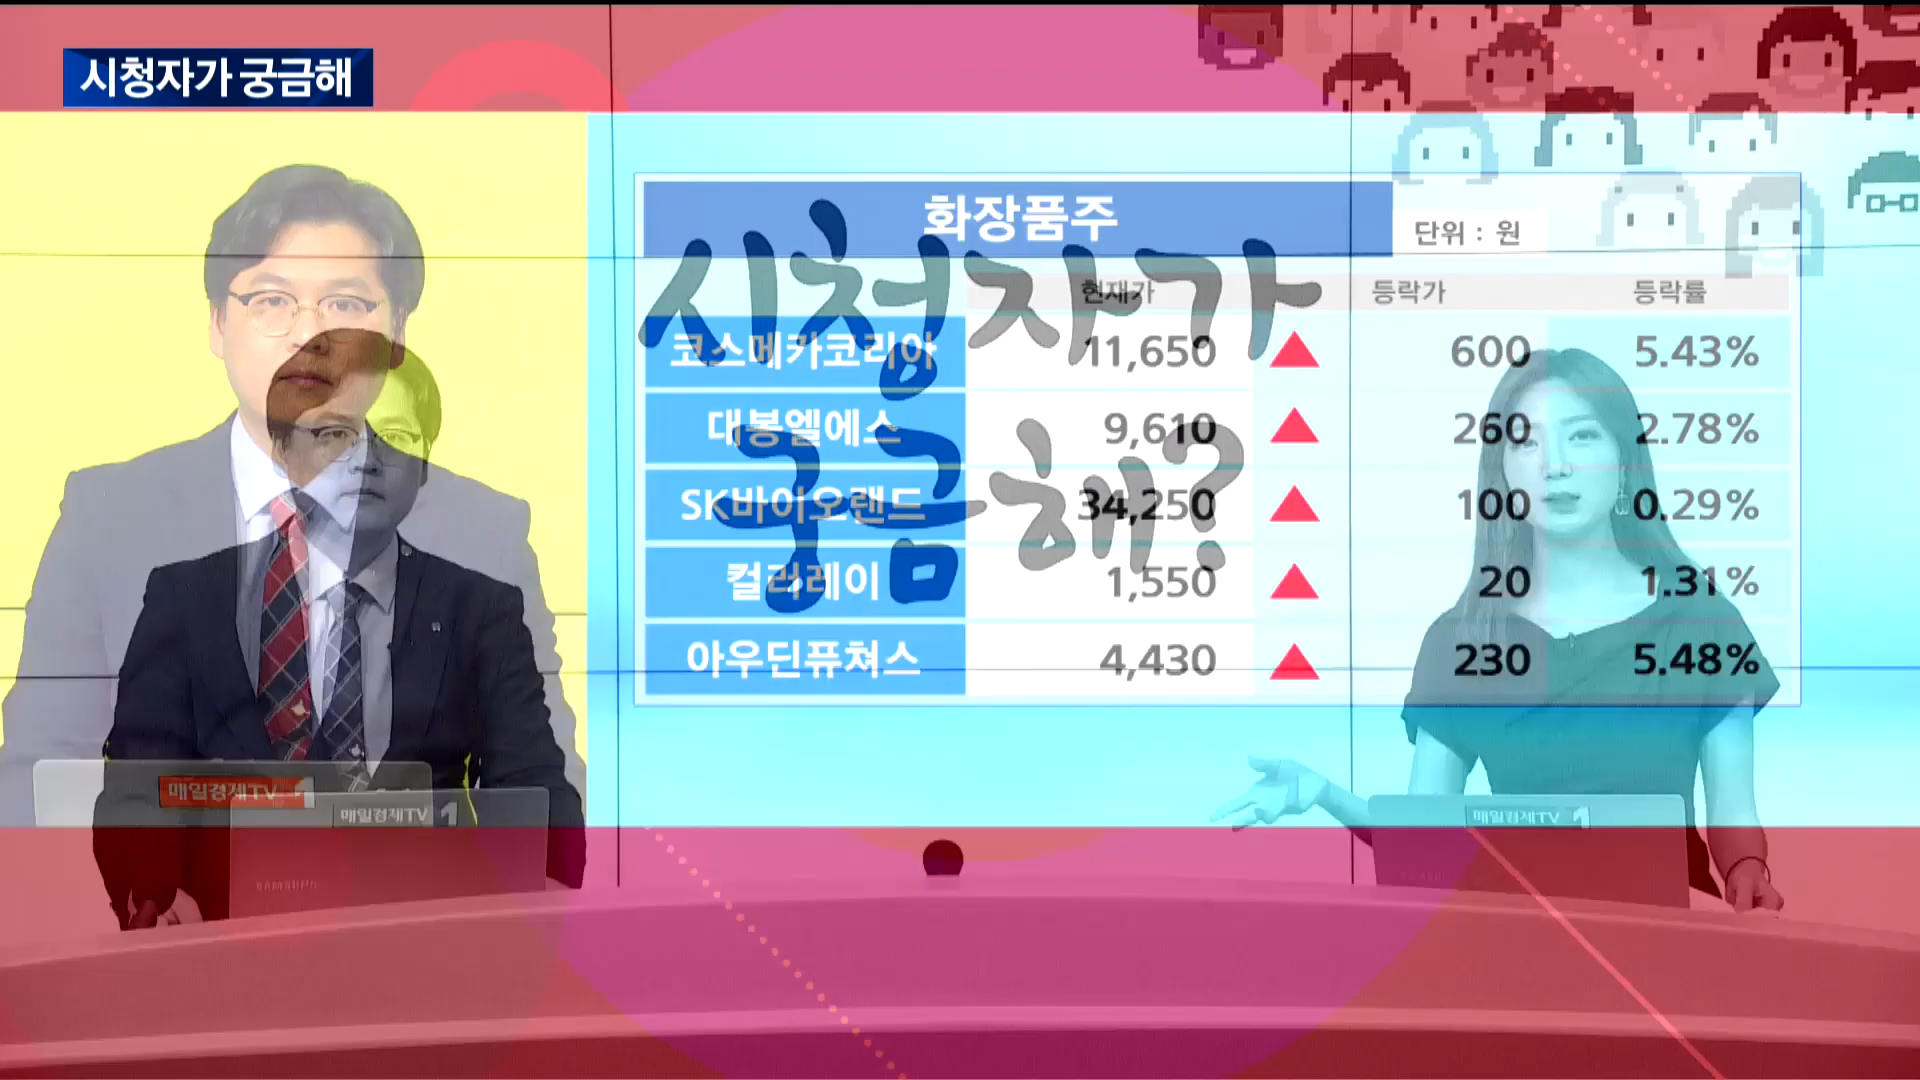 시청자가 궁금해
화장품주
단위 : 원
시청자가
현재가 등락가 등락률
코스메카코리아 11,650 ▲ 600 5.43%
대봉엘에스 9,610 ▲ 260 2.78%
궁금해?
SK바이오랜드 34,250 ▲ 100 0.29%
컬러레이 1,550 ▲ 20 1.31%
아우딘퓨쳐스 4,430 ▲ 230 5.48%
매일경제TV
매일경제TV
매일경제TV
SAMSUNG